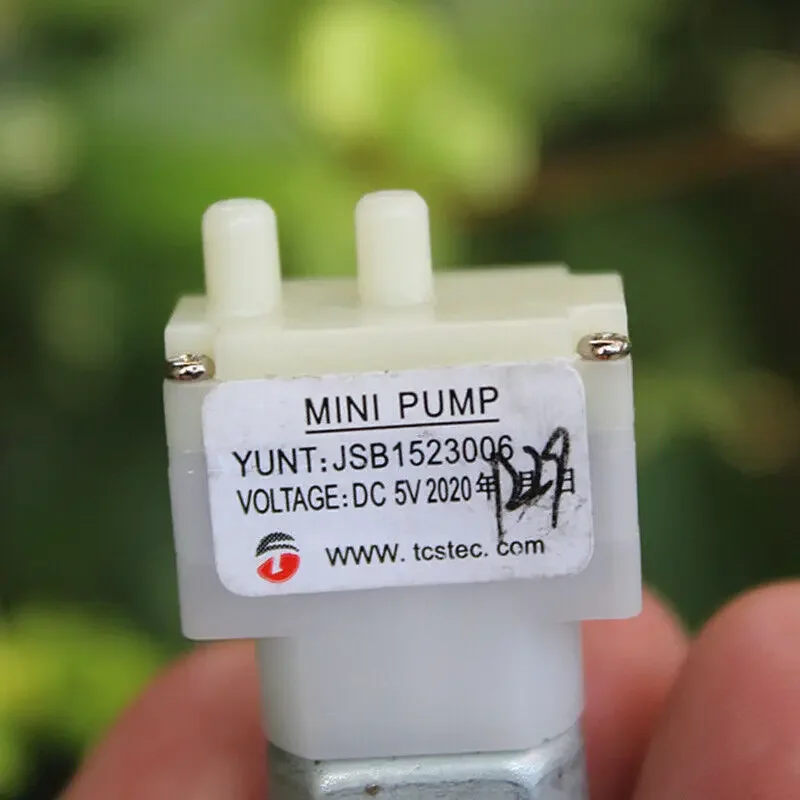 MINI PUMP
YUNT:JSB1523006
VOLTAGE:DC 5V 2020年 月 日
WWW. tcstec. com